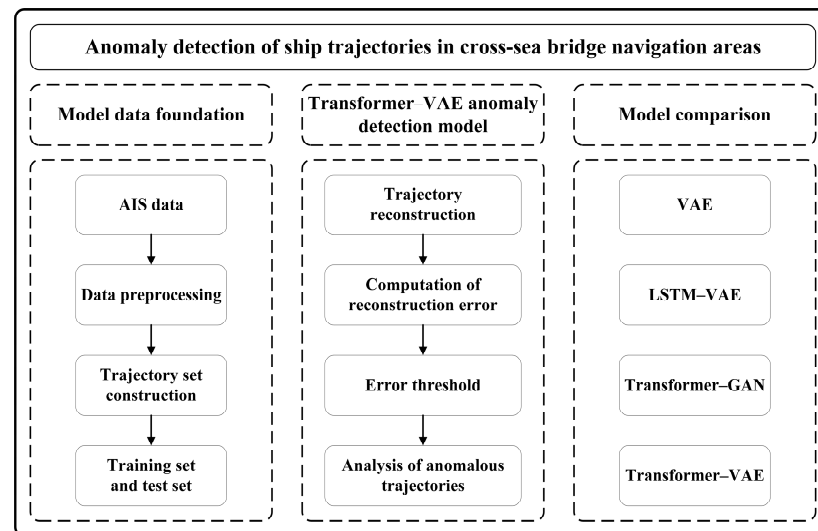 Anomaly detection of ship trajectories in cross-sea bridge navigation areas
Model data foundation
Transformer–VAE anomaly
detection model
Model comparison
AIS data
Data preprocessing
Trajectory set
construction
Training set
and test set
Trajectory
reconstruction
Computation of
reconstruction error
Error threshold
Analysis of anomalous
trajectories
VAE
LSTM–VAE
Transformer–GAN
Transformer–VAE